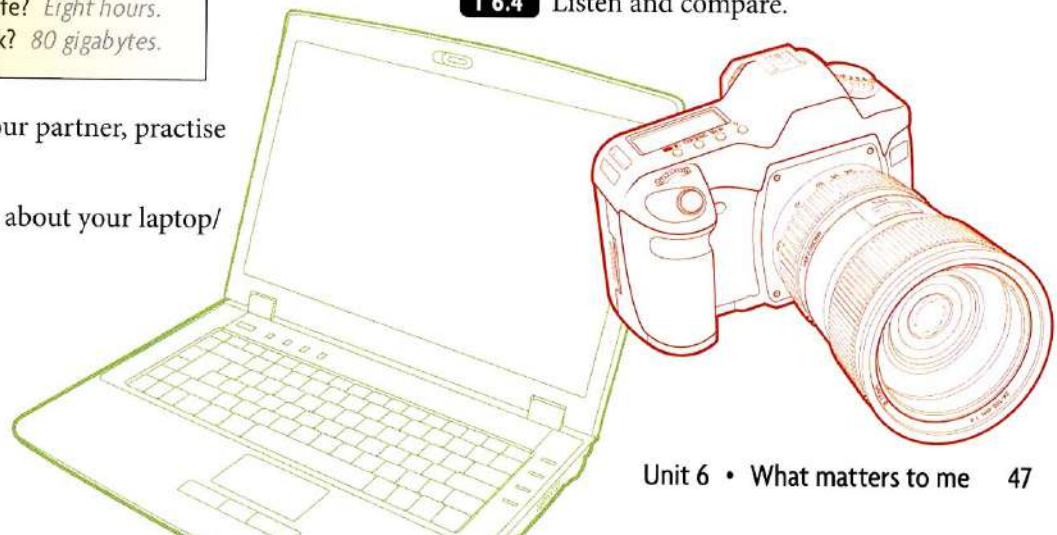 fe? Eight hours.
k? 80 gigabytes.
our partner, practise
about your laptop/
T 6.4 Listen and compare.
Unit 6 • What matters to me 47